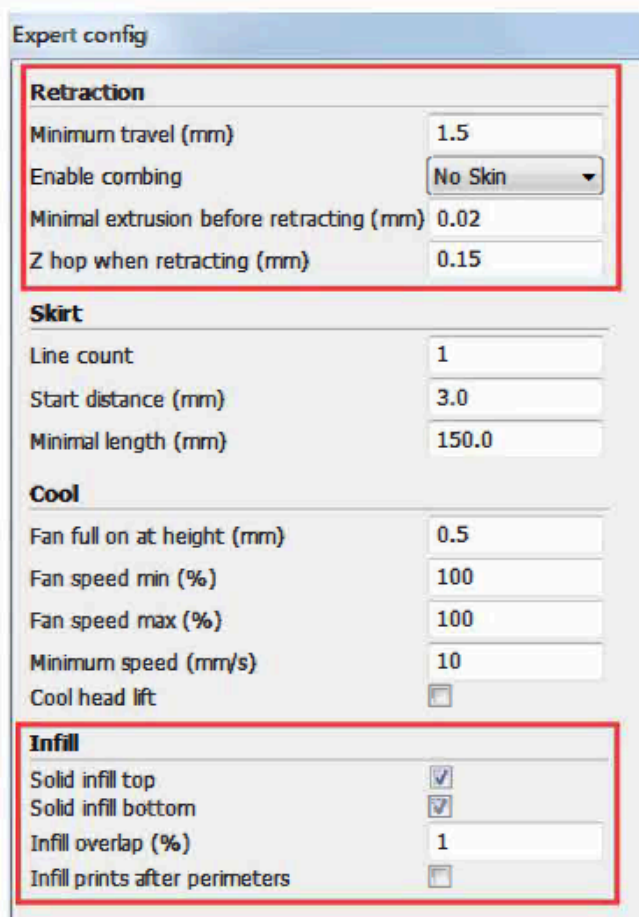 Expert config
Retraction
Minimum travel (mm) 1.5
Enable combing No Skin
Minimal extrusion before retracting (mm) 0.02
Z hop when retracting (mm) 0.15
Skirt
Line count 1
Start distance (mm) 3.0
Minimal length (mm) 150.0
Cool
Fan full on at height (mm) 0.5
Fan speed min (%) 100
Fan speed max (%) 100
Minimum speed (mm/s) 10
Cool head lift
Infill
Solid infill top
Solid infill bottom
Infill overlap (%) 1
Infill prints after perimeters